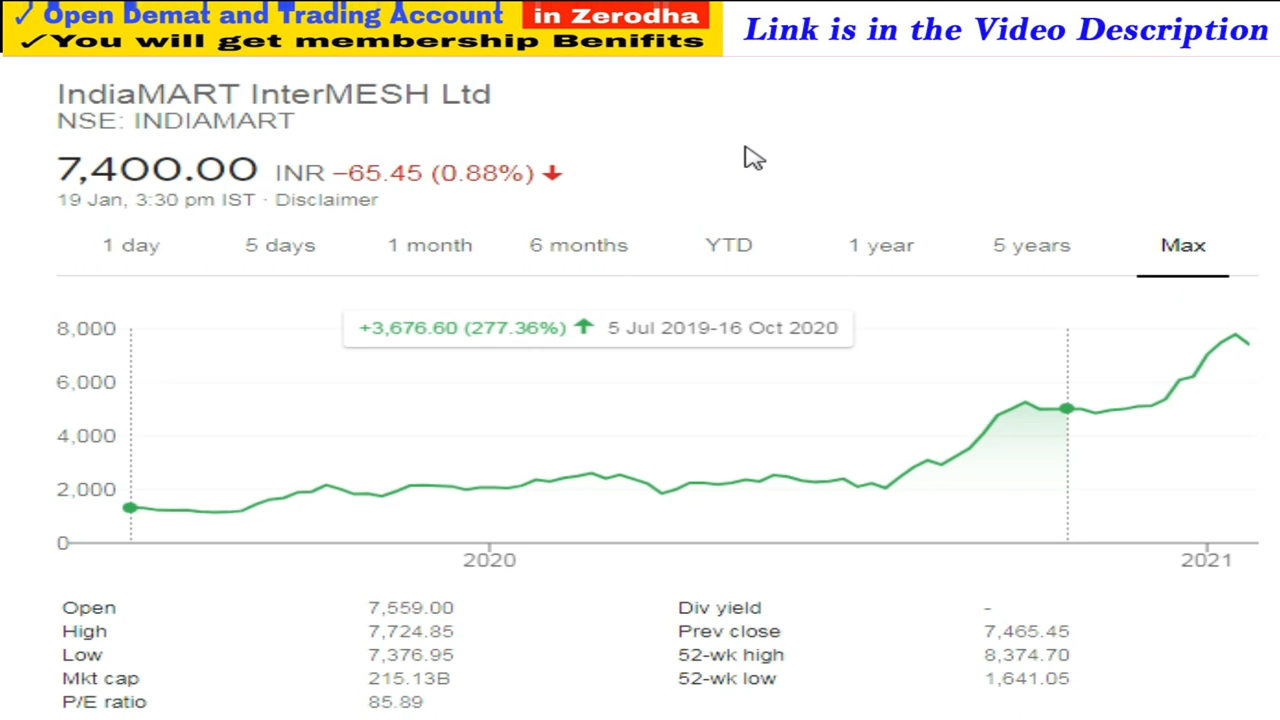 ✓ Open Demat and Trading Account in Zerodha
✓You will get membership Benifits
Link is in the Video Description
IndiaMART InterMESH Ltd
NSE: INDIAMART
7,400.00 INR −65.45 (0.88%) ↓
19 Jan, 3:30 pm IST · Disclaimer
1 day 5 days 1 month 6 months YTD 1 year 5 years Max
+3,676.60 (277.36%) ↑ 5 Jul 2019-16 Oct 2020
8,000
6,000
4,000
2,000
0
2020 2021
Open 7,559.00 Div yield -
High 7,724.85 Prev close 7,465.45
Low 7,376.95 52-wk high 8,374.70
Mkt cap 215.13B 52-wk low 1,641.05
P/E ratio 85.89